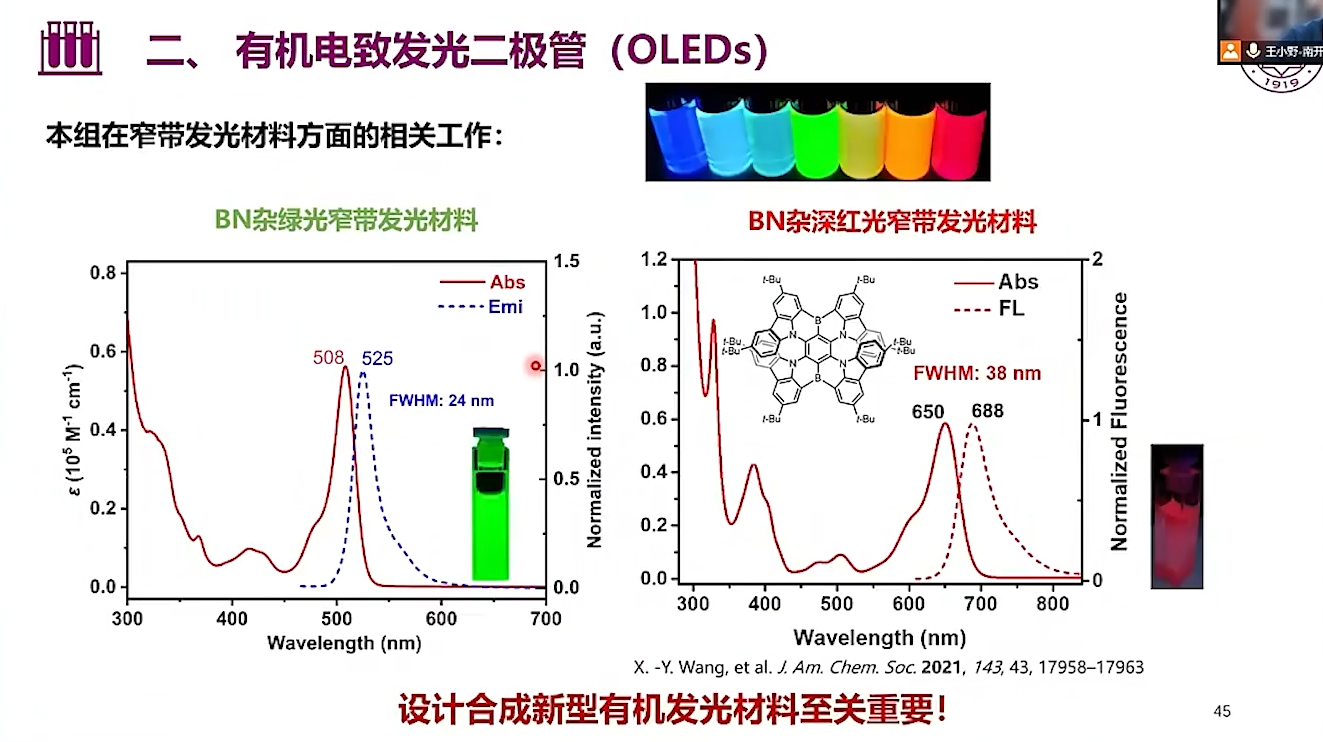 二、 有机电致发光二极管（OLEDs）
王小野-南开
1919
本组在窄带发光材料方面的相关工作：
BN杂绿光窄带发光材料
0.8
0.6
0.4
0.2
0.0
ε (10⁵ M⁻¹ cm⁻¹)
300 400 500 600 700
Wavelength (nm)
1.5
1.0
0.5
0.0
Normalized intensity (a.u.)
Abs
Emi
508 525
FWHM: 24 nm
BN杂深红光窄带发光材料
1.2
1.0
0.8
0.6
0.4
0.2
0.0
300 400 500 600 700 800
Wavelength (nm)
2
1
0
Normalized Fluorescence
Abs
FL
t-Bu t-Bu
B
N N
t-Bu t-Bu
t-Bu t-Bu
N N
B
t-Bu t-Bu
FWHM: 38 nm
650 688
X. -Y. Wang, et al. J. Am. Chem. Soc. 2021, 143, 43, 17958–17963
设计合成新型有机发光材料至关重要！
45